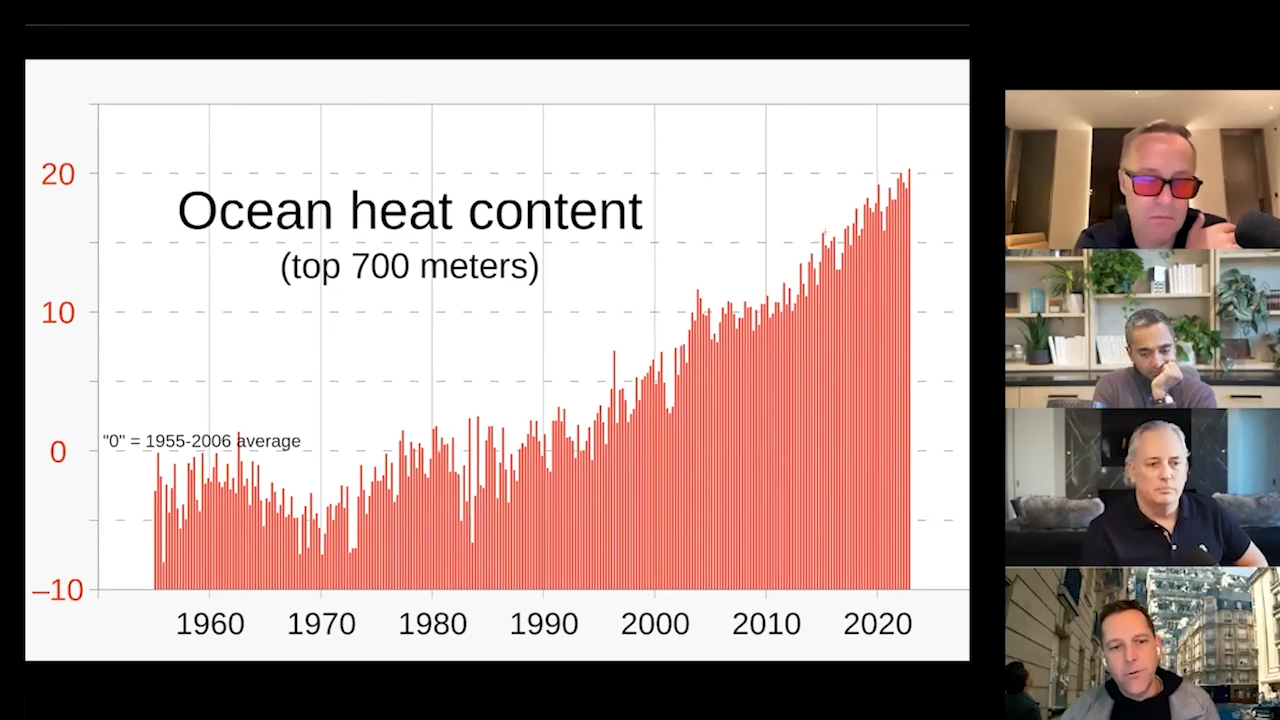 Ocean heat content
(top 700 meters)
20
10
"0" = 1955-2006 average
0
–10
1960 1970 1980 1990 2000 2010 2020